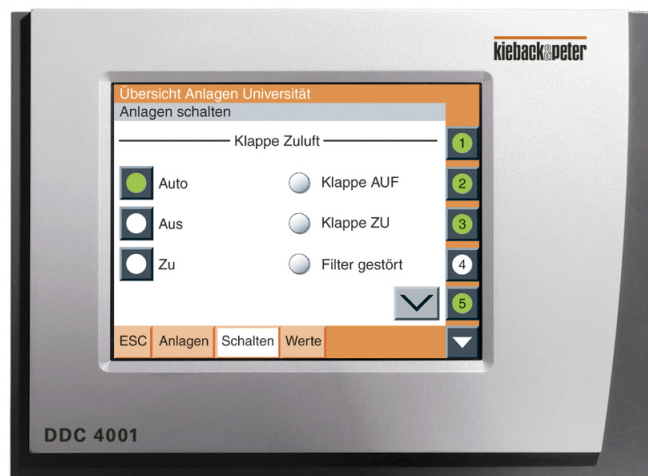 kieback&peter
Übersicht Anlagen Universität
Anlagen schalten
Klappe Zuluft
1
Auto
Klappe AUF
2
Aus
Klappe ZU
3
Zu
Filter gestört
4
5
ESC Anlagen Schalten Werte
DDC 4001